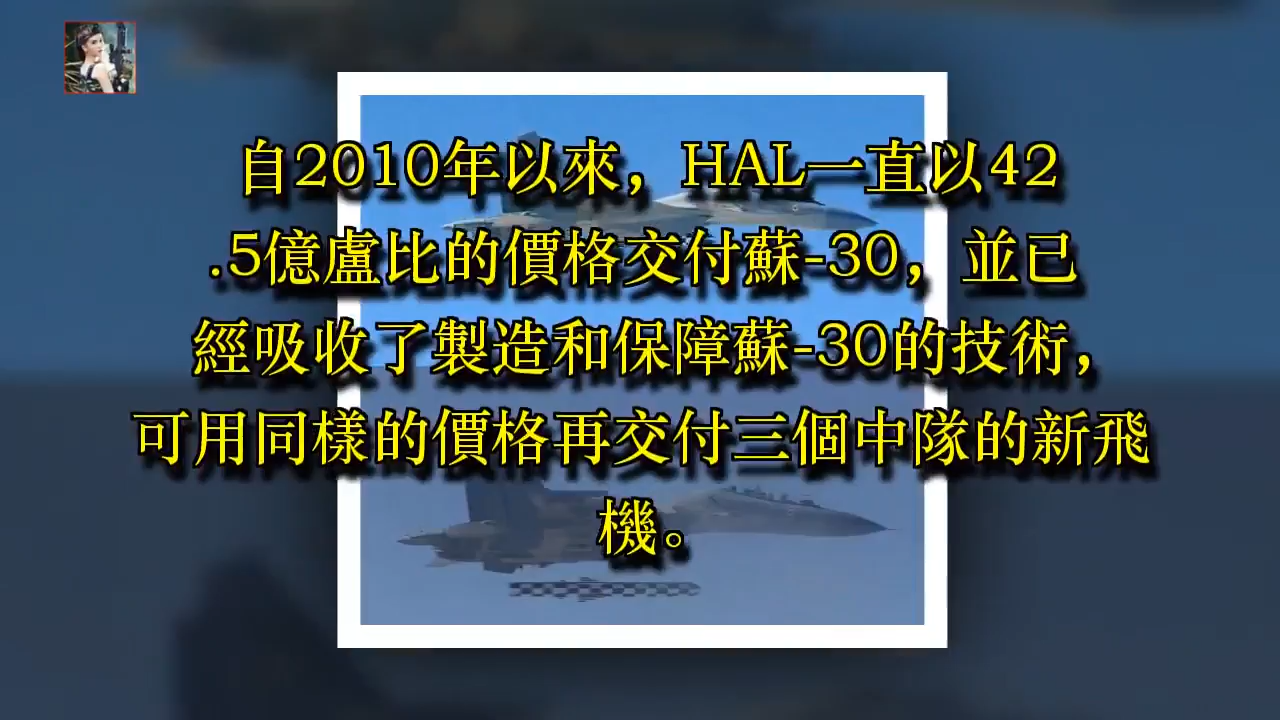 自2010年以來，HAL一直以42
.5億盧比的價格交付蘇-30，並已
經吸收了製造和保障蘇-30的技術，
可用同樣的價格再交付三個中隊的新飛
機。